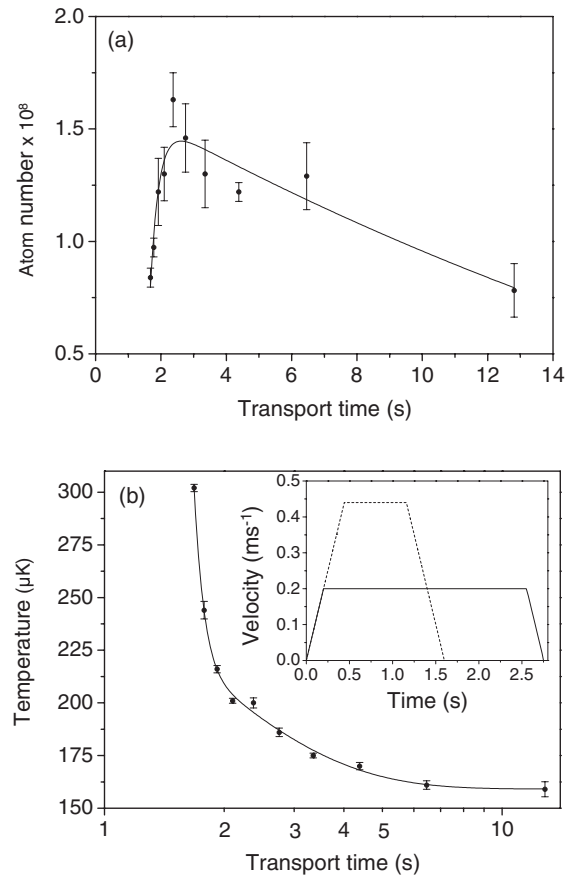 (a)
2.0
1.5
1.0
0.5
Atom number x 10⁸
0 2 4 6 8 10 12 14
Transport time (s)
(b)
300
275
250
225
200
175
150
Temperature (µK)
1 2 3 4 5 10
Transport time (s)
0.5
0.4
0.3
0.2
0.1
0.0
Velocity (ms⁻¹)
0.0 0.5 1.0 1.5 2.0 2.5
Time (s)